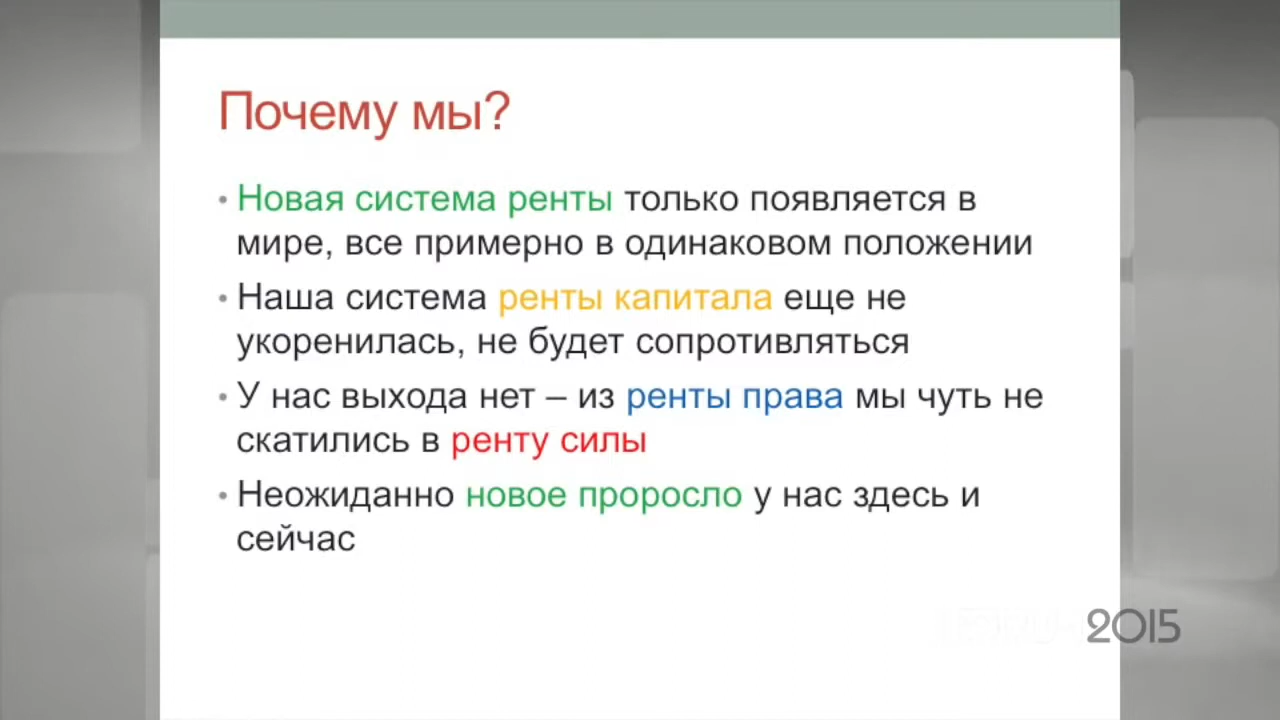 Почему мы?
• Новая система ренты только появляется в
мире, все примерно в одинаковом положении
• Наша система ренты капитала еще не
укоренилась, не будет сопротивляться
• У нас выхода нет – из ренты права мы чуть не
скатились в ренту силы
• Неожиданно новое проросло у нас здесь и
сейчас
2015